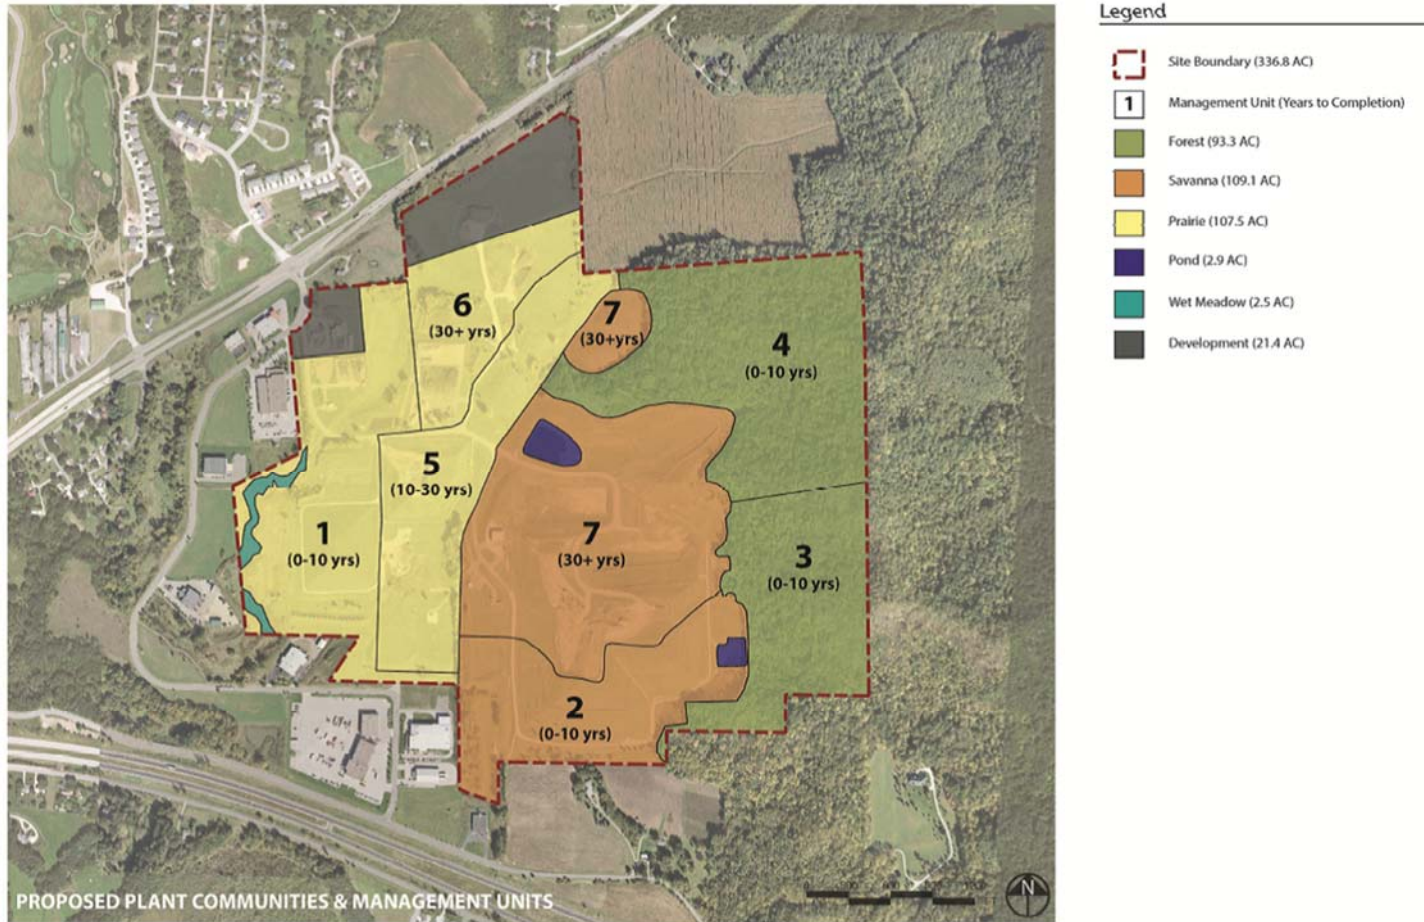 Legend
Site Boundary (336.8 AC)
1 Management Unit (Years to Completion)
Forest (93.3 AC)
Savanna (109.1 AC)
Prairie (107.5 AC)
Pond (2.9 AC)
Wet Meadow (2.5 AC)
Development (21.4 AC)
6
(30+ yrs)
7
(30+yrs)
4
(0-10 yrs)
5
(10-30 yrs)
1
(0-10 yrs)
7
(30+ yrs)
3
(0-10 yrs)
2
(0-10 yrs)
N
PROPOSED PLANT COMMUNITIES & MANAGEMENT UNITS